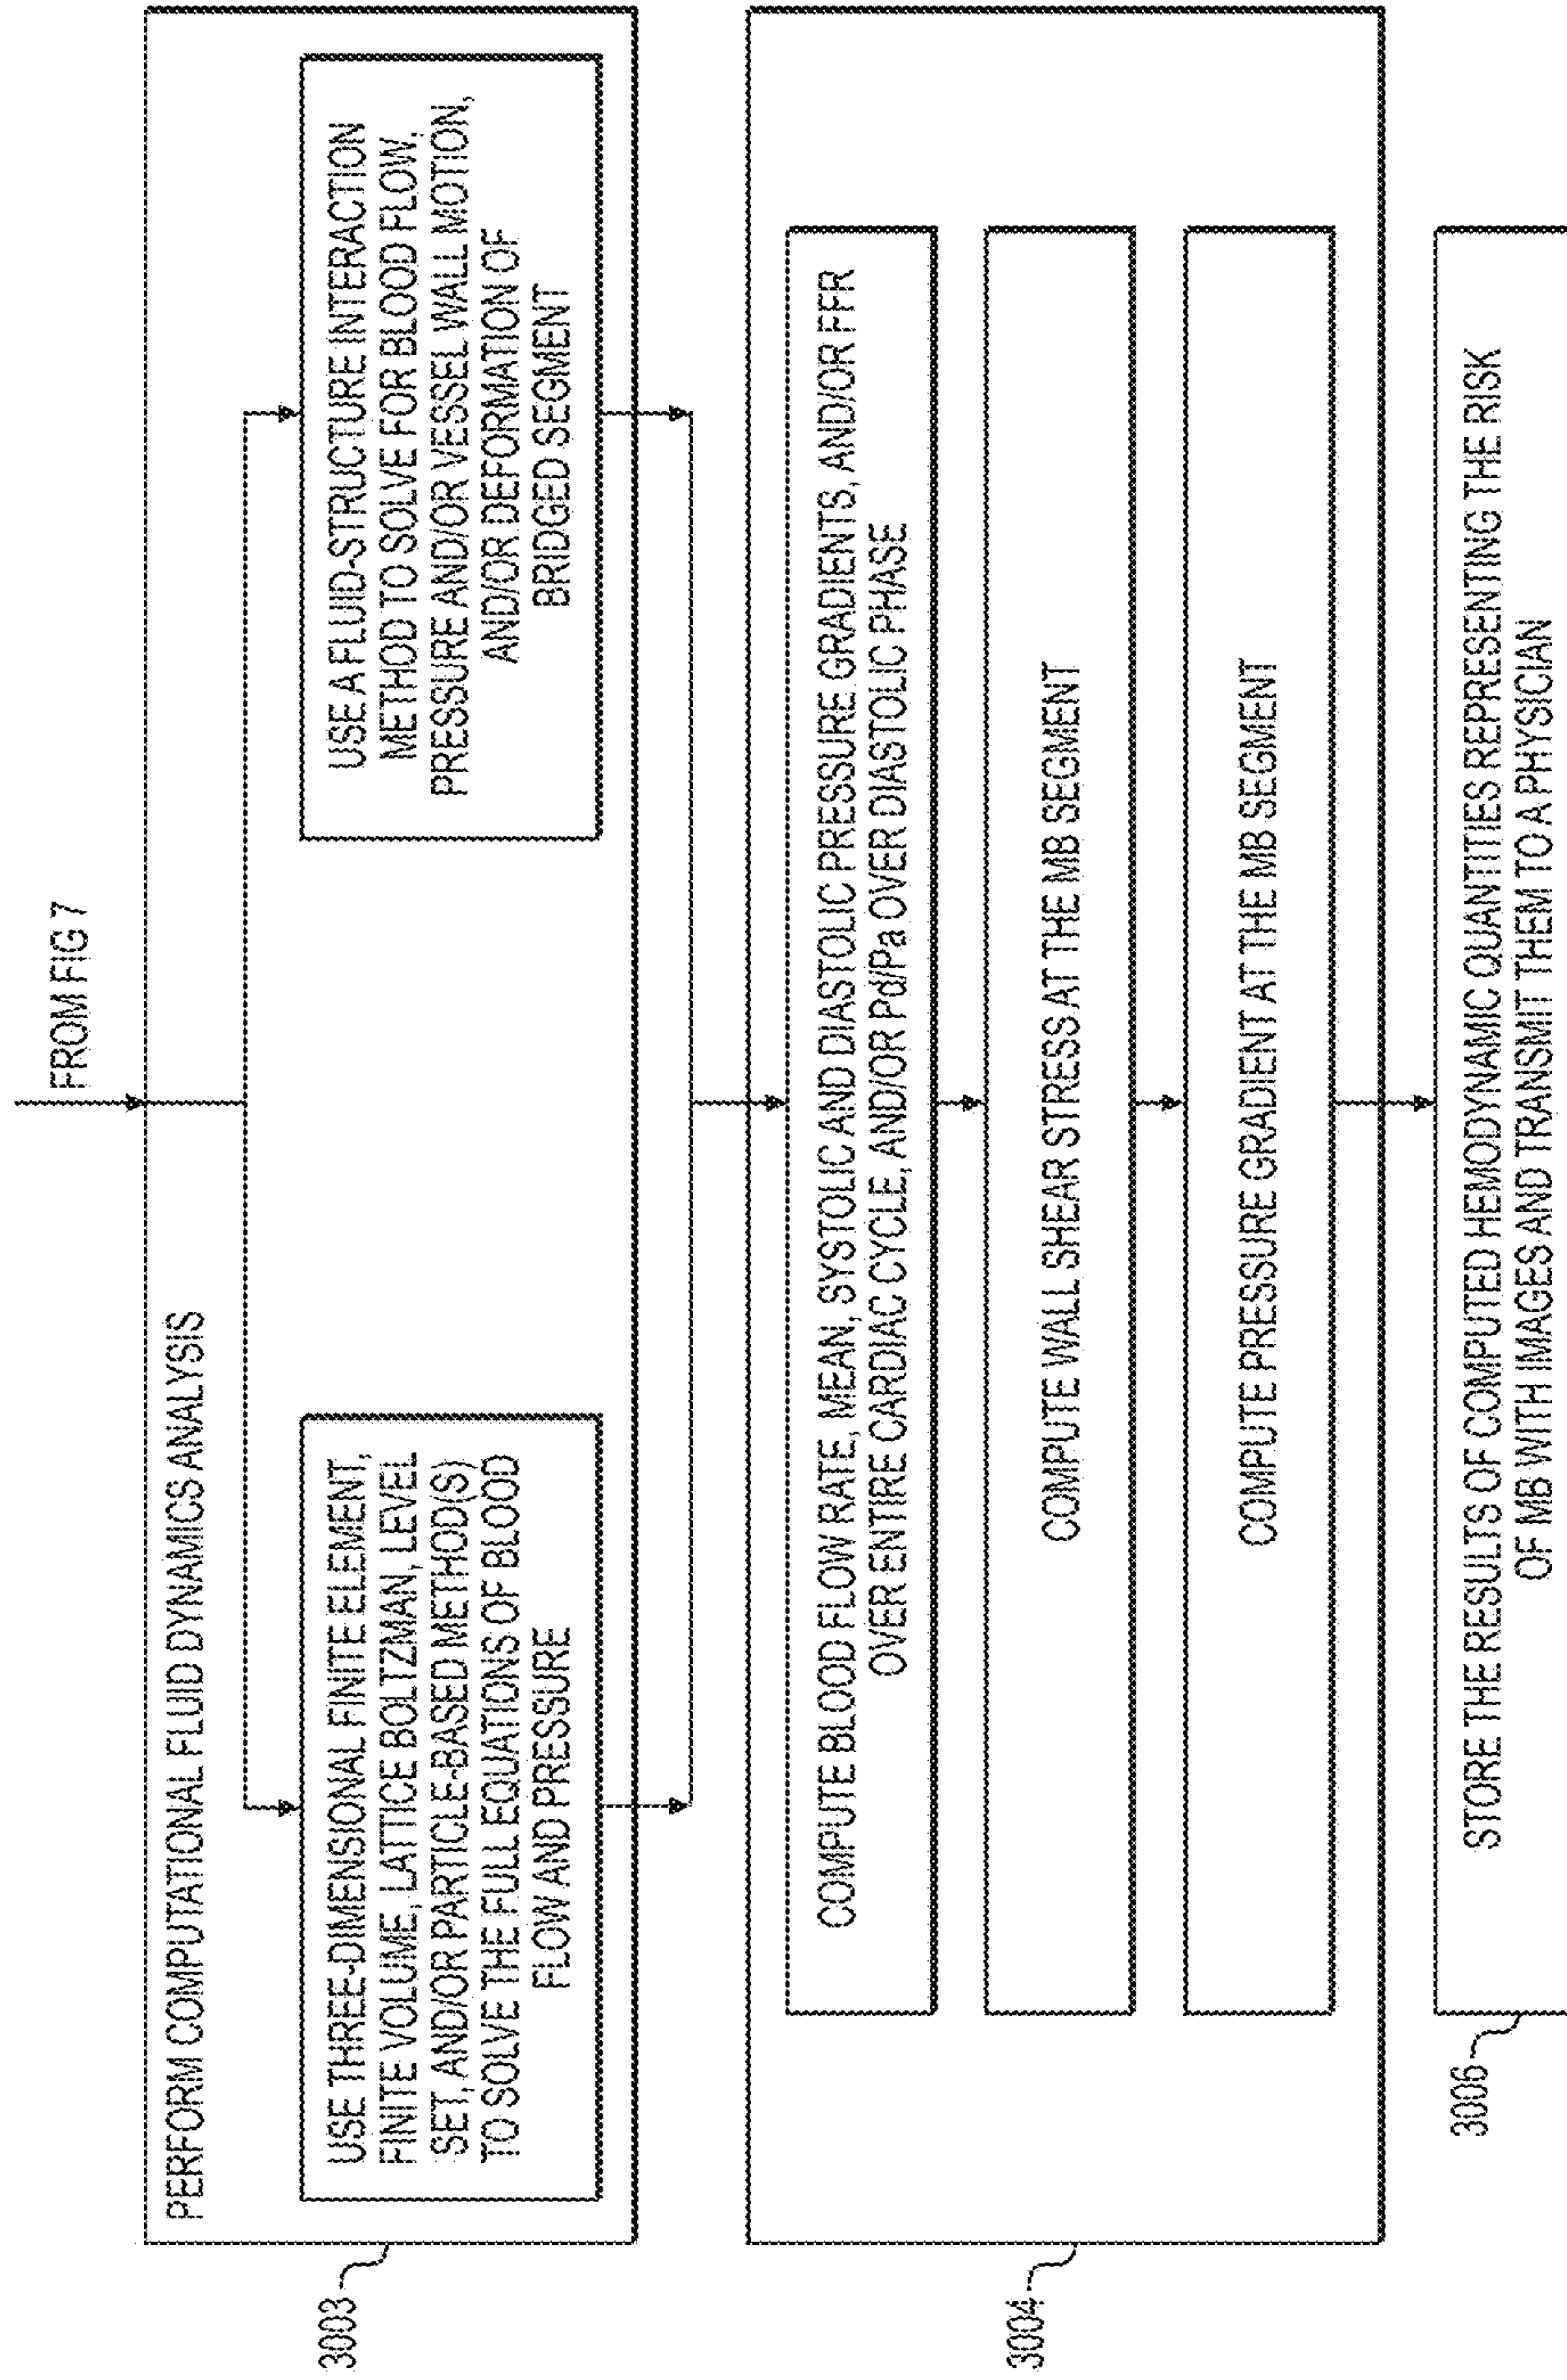 FROM FIG 7
PERFORM COMPUTATIONAL FLUID DYNAMICS ANALYSIS
3003
USE THREE-DIMENSIONAL FINITE ELEMENT,
FINITE VOLUME, LATTICE BOLTZMAN, LEVEL
SET, AND/OR PARTICLE-BASED METHOD(S)
TO SOLVE THE FULL EQUATIONS OF BLOOD
FLOW AND PRESSURE
USE A FLUID-STRUCTURE INTERACTION
METHOD TO SOLVE FOR BLOOD FLOW,
PRESSURE AND/OR VESSEL WALL MOTION,
AND/OR DEFORMATION OF
BRIDGED SEGMENT
3004
COMPUTE BLOOD FLOW RATE, MEAN, SYSTOLIC AND DIASTOLIC PRESSURE GRADIENTS, AND/OR FFR
OVER ENTIRE CARDIAC CYCLE, AND/OR Pd/Pa OVER DIASTOLIC PHASE
COMPUTE WALL SHEAR STRESS AT THE MB SEGMENT
COMPUTE PRESSURE GRADIENT AT THE MB SEGMENT
3006
STORE THE RESULTS OF COMPUTED HEMODYNAMIC QUANTITIES REPRESENTING THE RISK
OF MB WITH IMAGES AND TRANSMIT THEM TO A PHYSICIAN